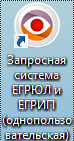 Запросная
система
ЕГРЮЛ и
ЕГРИП
(однопользо
вательская)